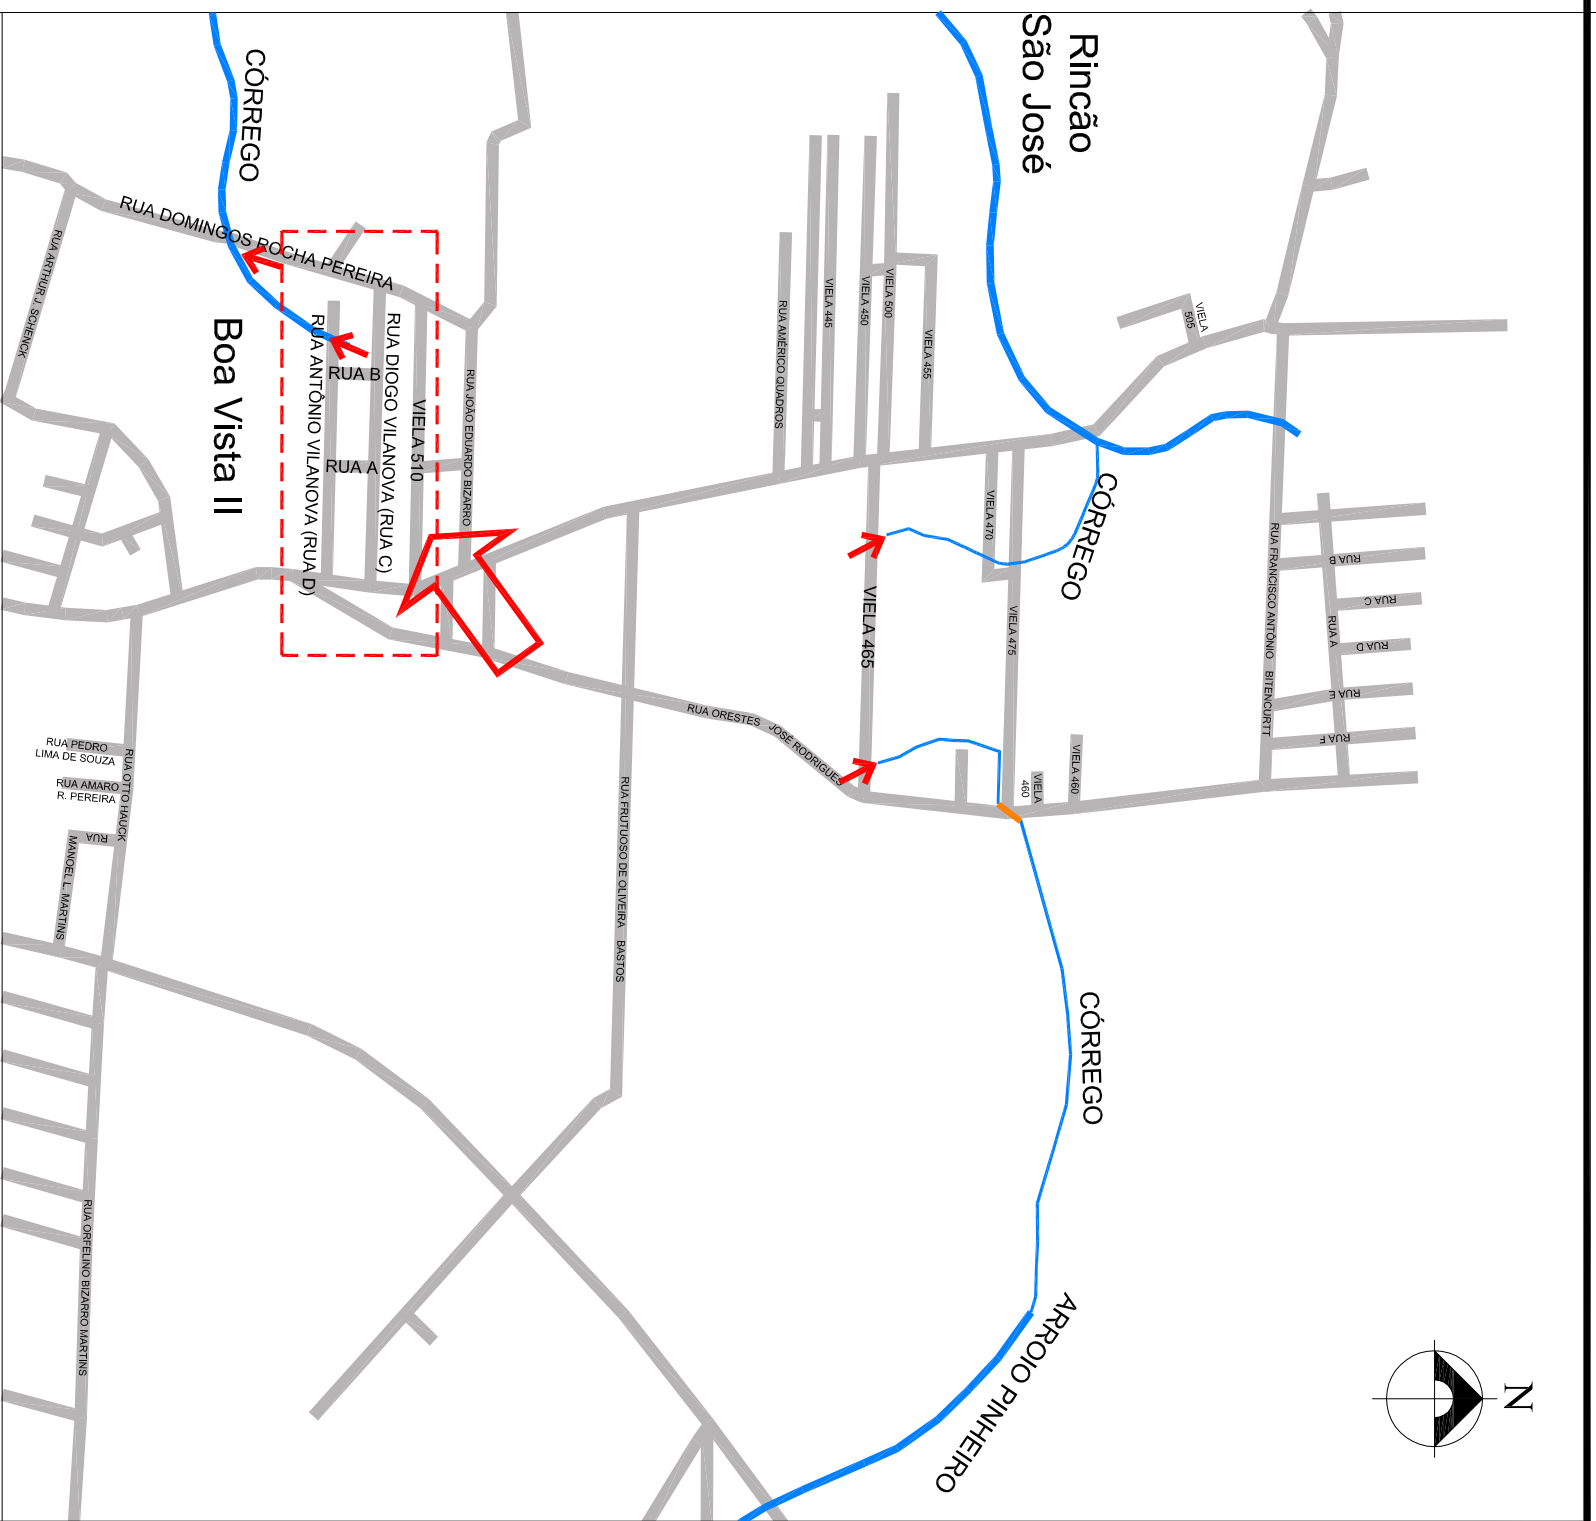 Rincão
São José
CÓRREGO
RUA DOMINGOS ROCHA PEREIRA
RUA ARTHUR J. SCHENCK
Boa Vista II
RUA ANTÔNIO VILANOVA (RUA D)
RUA B
RUA A
RUA DIOGO VILANOVA (RUA C)
VIELA 510
RUA JOÃO EDUARDO BIZARRO
RUA AMÉRICO QUADROS
VIELA 445
VIELA 450
VIELA 500
VIELA 455
VIELA
505
CÓRREGO
VIELA 470
VIELA 475
VIELA 465
RUA FRANCISCO ANTÔNIO BITENCURTT
RUA B
RUA C
RUA A
RUA D
RUA E
RUA F
VIELA 460
VIELA
460
RUA ORESTES JOSÉ RODRIGUES
RUA FRUTUOSO DE OLIVEIRA BASTOS
RUA PEDRO
LIMA DE SOUZA
RUA AMARO
R. PEREIRA
RUA OTTO HAUCK
RUA
MANOEL L. MARTINS
RUA ORFELINO BIZARRO MARTINS
CÓRREGO
ARROIO PINHEIRO
N